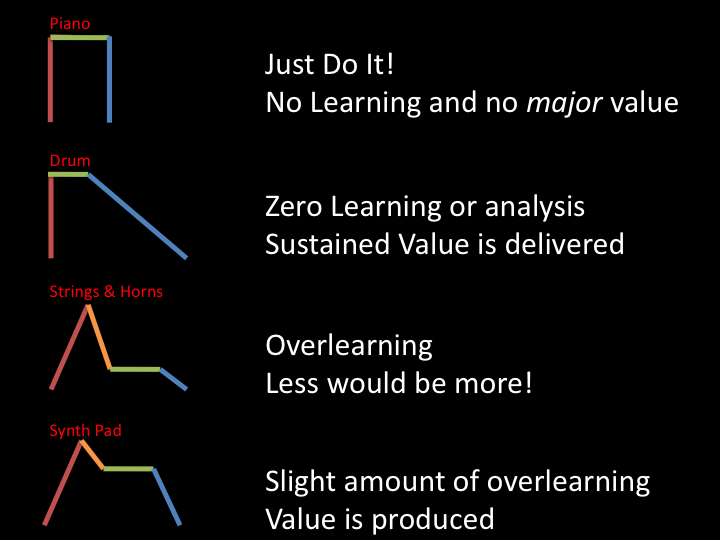 Piano
Just Do It!
No Learning and no major value
Drum
Zero Learning or analysis
Sustained Value is delivered
Strings & Horns
Overlearning
Less would be more!
Synth Pad
Slight amount of overlearning
Value is produced